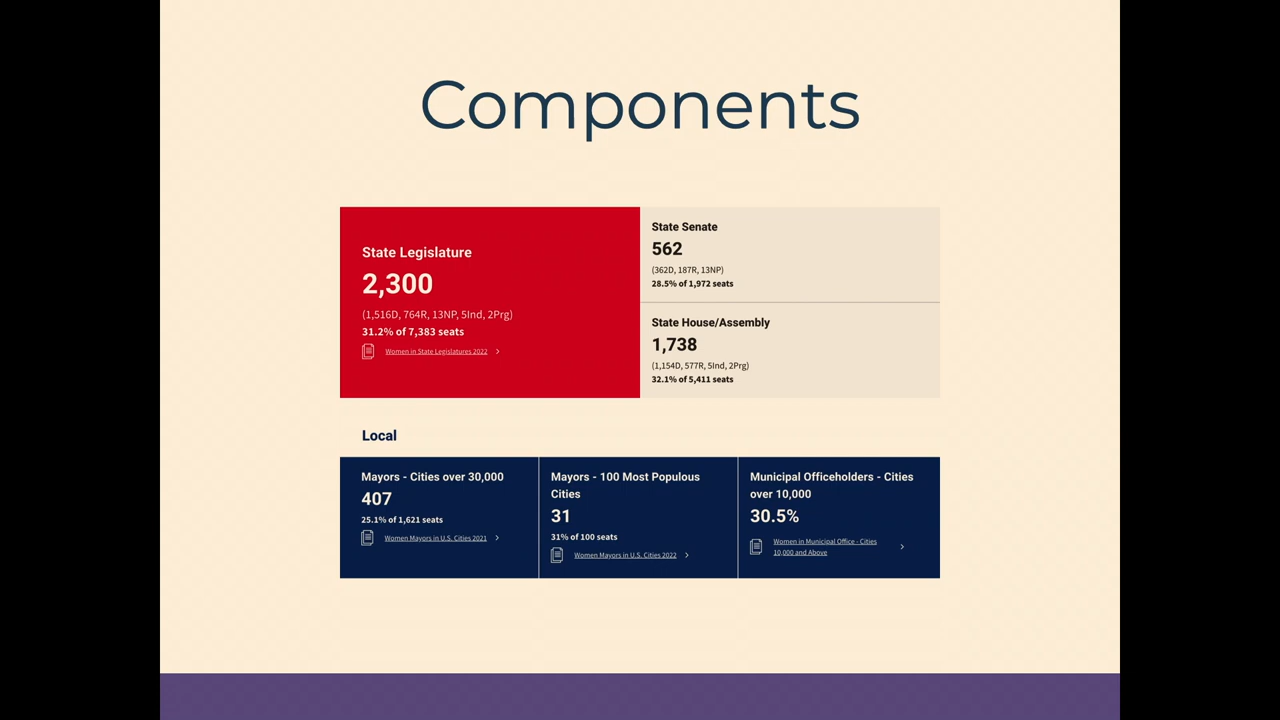 Components
State Legislature
2,300
(1,516D, 764R, 13NP, 5Ind, 2Prg)
31.2% of 7,383 seats
Women in State Legislatures 2022
State Senate
562
(362D, 187R, 13NP)
28.5% of 1,972 seats
State House/Assembly
1,738
(1,154D, 577R, 5Ind, 2Prg)
32.1% of 5,411 seats
Local
Mayors - Cities over 30,000
407
25.1% of 1,621 seats
Women Mayors in U.S. Cities 2021
Mayors - 100 Most Populous
Cities
31
31% of 100 seats
Women Mayors in U.S. Cities 2022
Municipal Officeholders - Cities
over 10,000
30.5%
Women in Municipal Office - Cities
10,000 and Above